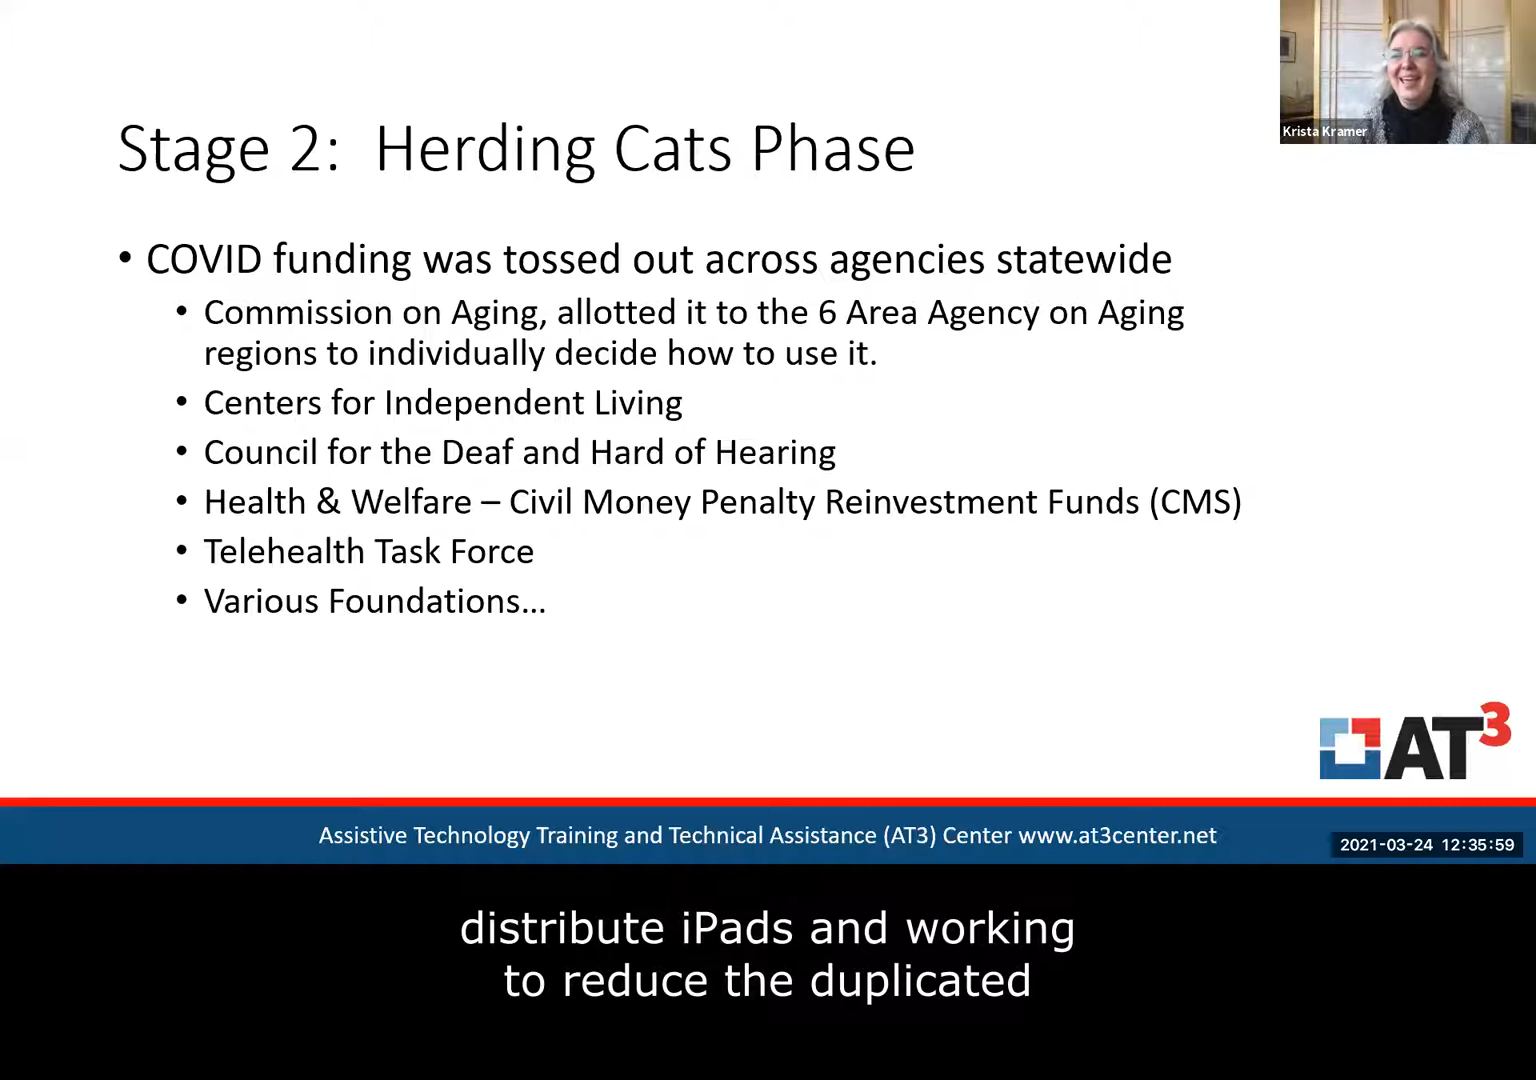 Krista Kramer
Stage 2: Herding Cats Phase
• COVID funding was tossed out across agencies statewide
• Commission on Aging, allotted it to the 6 Area Agency on Aging
regions to individually decide how to use it.
• Centers for Independent Living
• Council for the Deaf and Hard of Hearing
• Health & Welfare – Civil Money Penalty Reinvestment Funds (CMS)
• Telehealth Task Force
• Various Foundations...
AT3
Assistive Technology Training and Technical Assistance (AT3) Center www.at3center.net
2021-03-24 12:35:59
distribute iPads and working
to reduce the duplicated